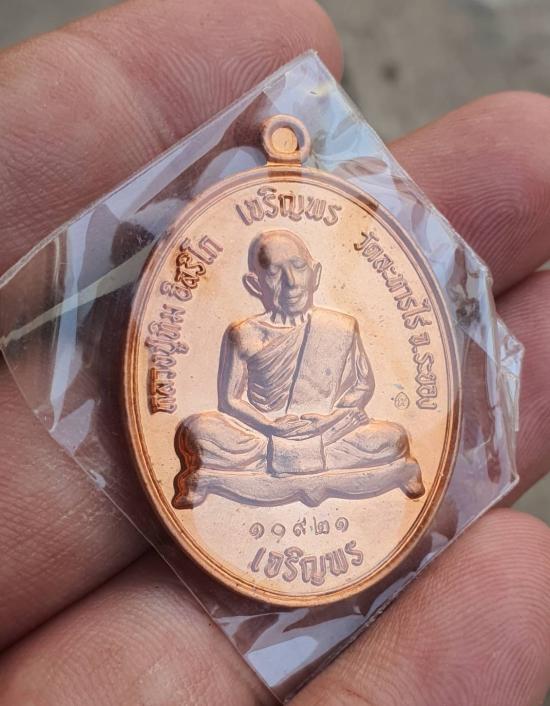 เจริญพร
หลวงปู่ทิม อิสริโก
วัดละหารไร่ จ.ระยอง
๑๐๙๒๑
เจริญพร